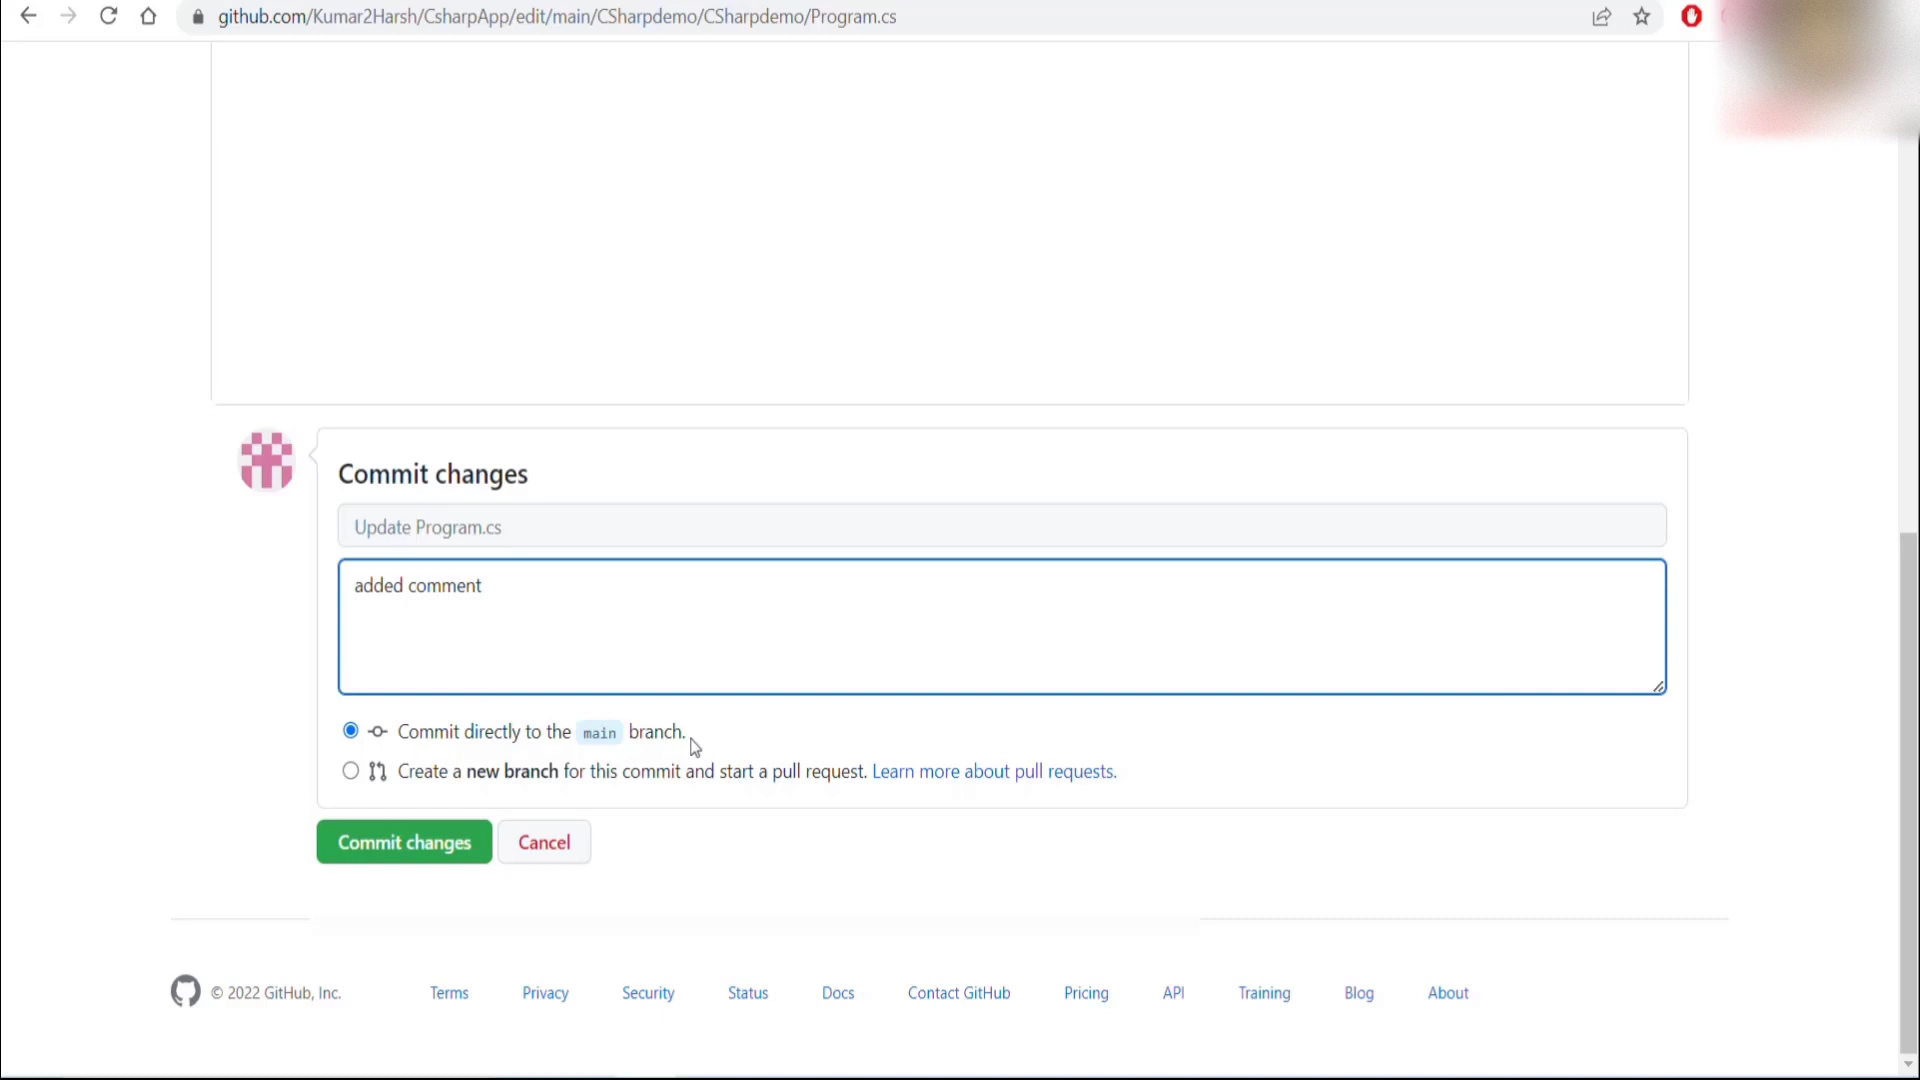 github.com/Kumar2Harsh/CsharpApp/edit/main/CSharpdemo/CSharpdemo/Program.cs
Commit changes
Update Program.cs
added comment
Commit directly to the main branch.
Create a new branch for this commit and start a pull request. Learn more about pull requests.
Commit changes Cancel
© 2022 GitHub, Inc. Terms Privacy Security Status Docs Contact GitHub Pricing API Training Blog About